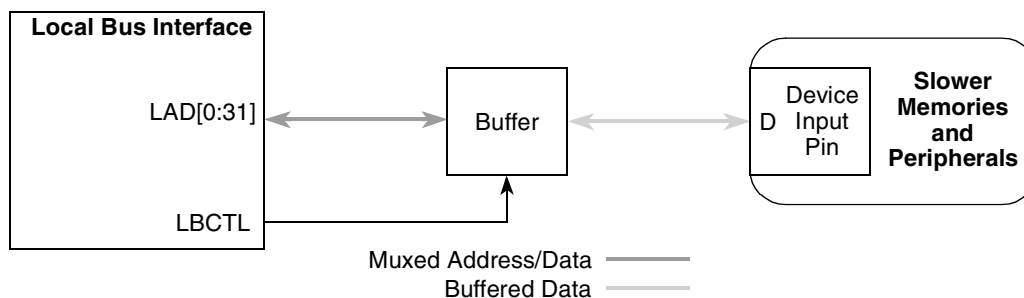 Local Bus Interface
LAD[0:31]
LBCTL
Buffer
D
Device
Input
Pin
Slower
Memories
and
Peripherals
Muxed Address/Data
Buffered Data